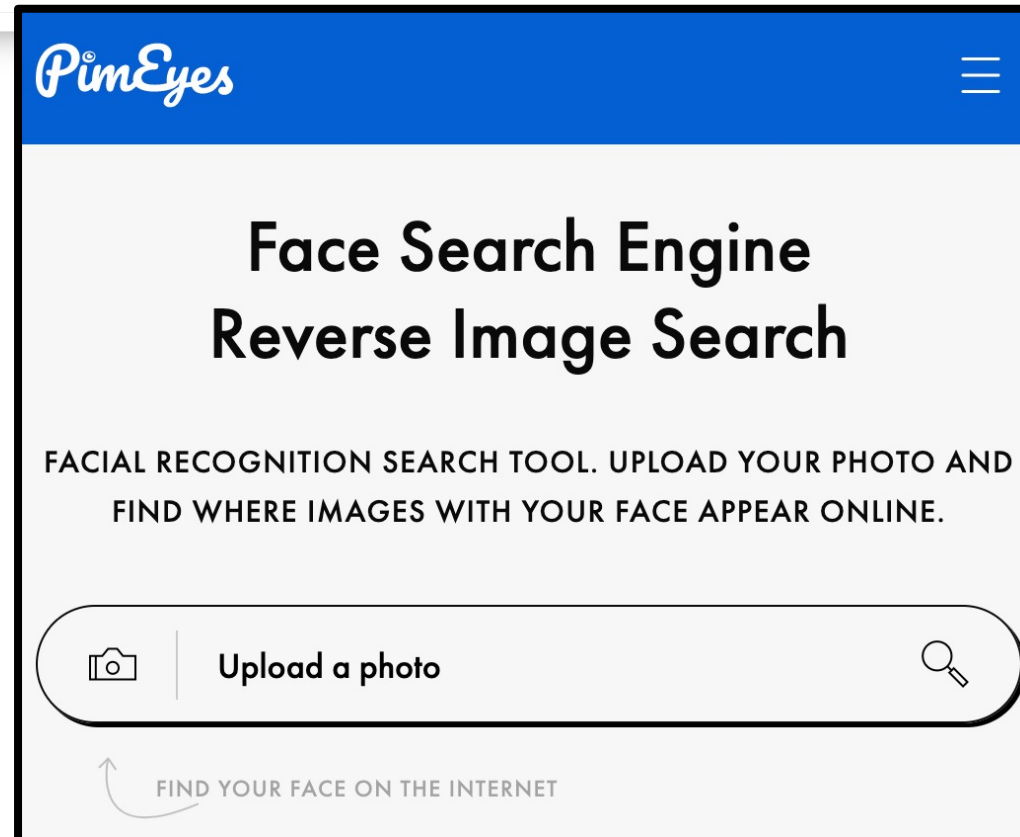 PimEyes
Face Search Engine
Reverse Image Search
FACIAL RECOGNITION SEARCH TOOL. UPLOAD YOUR PHOTO AND
FIND WHERE IMAGES WITH YOUR FACE APPEAR ONLINE.
Upload a photo
FIND YOUR FACE ON THE INTERNET